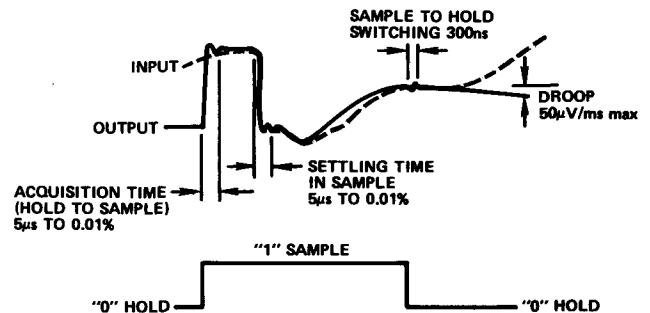 SAMPLE TO HOLD
SWITCHING 300ns
INPUT
OUTPUT
DROOP
50µV/ms max
SETTLING TIME
IN SAMPLE
5µs TO 0.01%
ACQUISITION TIME
(HOLD TO SAMPLE)
5µs TO 0.01%
"1" SAMPLE
"0" HOLD
"0" HOLD